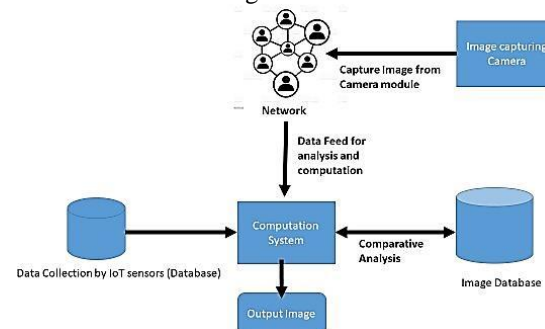 Image capturing
Camera
Capture Image from
Camera module
Network
Data Feed for
analysis and
computation
Computation
System
Comparative
Analysis
Data Collection by IoT sensors (Database)
Image Database
Output Image